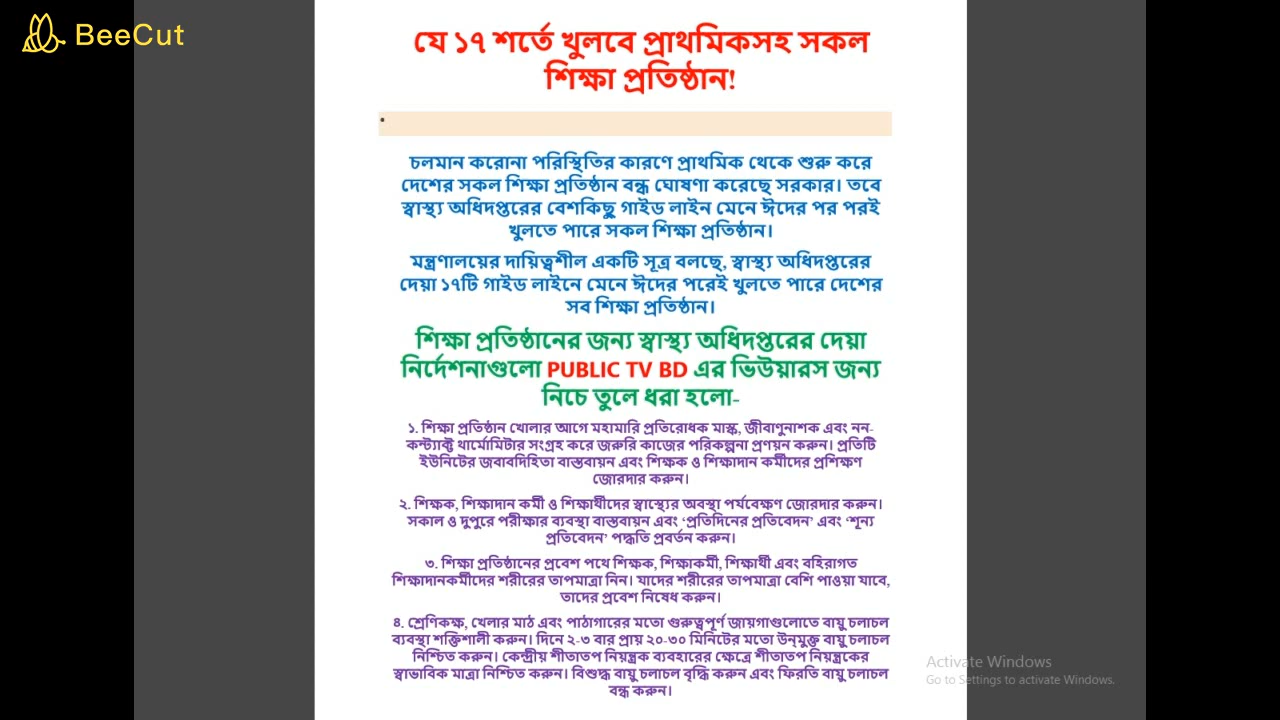 BeeCut
যে ১৭ শর্তে খুলবে প্রাথমিকসহ সকল
শিক্ষা প্রতিষ্ঠান!
চলমান করোনা পরিস্থিতির কারণে প্রাথমিক থেকে শুরু করে
দেশের সকল শিক্ষা প্রতিষ্ঠান বন্ধ ঘোষণা করেছে সরকার। তবে
স্বাস্থ্য অধিদপ্তরের বেশকিছু গাইড লাইন মেনে ঈদের পর পরই
খুলতে পারে সকল শিক্ষা প্রতিষ্ঠান।
মন্ত্রণালয়ের দায়িত্বশীল একটি সূত্র বলছে, স্বাস্থ্য অধিদপ্তরের
দেয়া ১৭টি গাইড লাইনে মেনে ঈদের পরেই খুলতে পারে দেশের
সব শিক্ষা প্রতিষ্ঠান।
শিক্ষা প্রতিষ্ঠানের জন্য স্বাস্থ্য অধিদপ্তরের দেয়া
নির্দেশনাগুলো PUBLIC TV BD এর ভিউয়ারস জন্য
নিচে তুলে ধরা হলো-
১. শিক্ষা প্রতিষ্ঠান খোলার আগে মহামারি প্রতিরোধক মাস্ক, জীবাণুনাশক এবং নন-
কন্ট্যাক্ট থার্মোমিটার সংগ্রহ করে জরুরি কাজের পরিকল্পনা প্রণয়ন করুন। প্রতিটি
ইউনিটের জবাবদিহিতা বাস্তবায়ন এবং শিক্ষক ও শিক্ষাদান কর্মীদের প্রশিক্ষণ
জোরদার করুন।
২. শিক্ষক, শিক্ষাদান কর্মী ও শিক্ষার্থীদের স্বাস্থ্যের অবস্থা পর্যবেক্ষণ জোরদার করুন।
সকাল ও দুপুরে পরীক্ষার ব্যবস্থা বাস্তবায়ন এবং ‘প্রতিদিনের প্রতিবেদন’ এবং ‘শূন্য
প্রতিবেদন’ পদ্ধতি প্রবর্তন করুন।
৩. শিক্ষা প্রতিষ্ঠানের প্রবেশ পথে শিক্ষক, শিক্ষাকর্মী, শিক্ষার্থী এবং বহিরাগত
শিক্ষাদানকর্মীদের শরীরের তাপমাত্রা নিন। যাদের শরীরের তাপমাত্রা বেশি পাওয়া যাবে,
তাদের প্রবেশ নিষেধ করুন।
৪. শ্রেণিকক্ষ, খেলার মাঠ এবং পাঠাগারের মতো গুরুত্বপূর্ণ জায়গাগুলোতে বায়ু চলাচল
ব্যবস্থা শক্তিশালী করুন। দিনে ২-৩ বার প্রায় ২০-৩০ মিনিটের মতো উন্মুক্ত বায়ু চলাচল
নিশ্চিত করুন। কেন্দ্রীয় শীতাতপ নিয়ন্ত্রক ব্যবহারের ক্ষেত্রে শীতাতপ নিয়ন্ত্রকের
স্বাভাবিক মাত্রা নিশ্চিত করুন। বিশুদ্ধ বায়ু চলাচল বৃদ্ধি করুন এবং ফিরতি বায়ু চলাচল
বন্ধ করুন।
Activate Windows
Go to Settings to activate Windows.